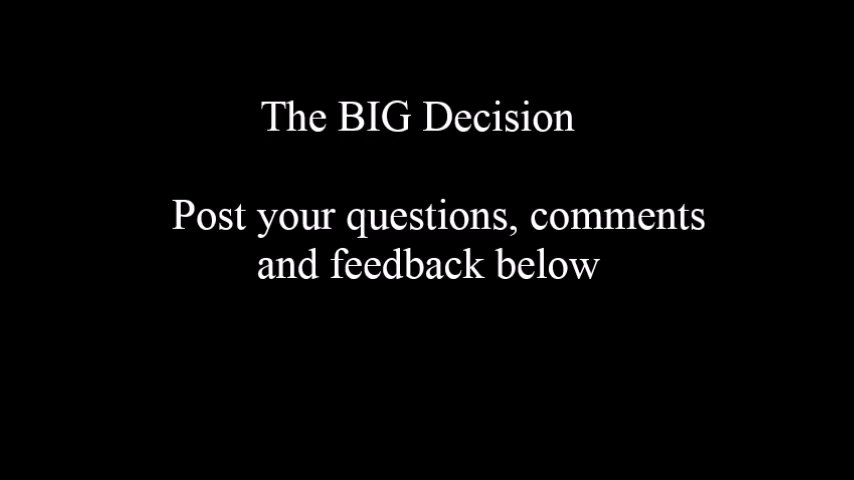 The BIG Decision
Post your questions, comments
and feedback below